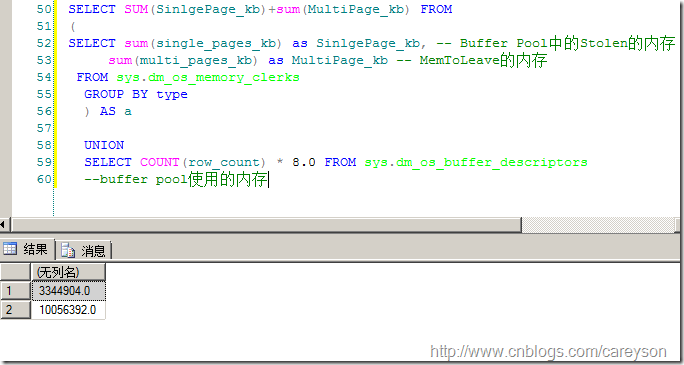 50 SELECT SUM(SinlgePage_kb)+sum(MultiPage_kb) FROM
51 (
52 SELECT sum(single_pages_kb) as SinlgePage_kb, -- Buffer Pool中的Stolen的内存
53 sum(multi_pages_kb) as MultiPage_kb -- MemToLeave的内存
54 FROM sys.dm_os_memory_clerks
55 GROUP BY type
56 ) AS a
57
58 UNION
59 SELECT COUNT(row_count) * 8.0 FROM sys.dm_os_buffer_descriptors
60 --buffer pool使用的内存
结果 消息
(无列名)
1 3344904.0
2 10056392.0
http://www.cnblogs.com/careyson